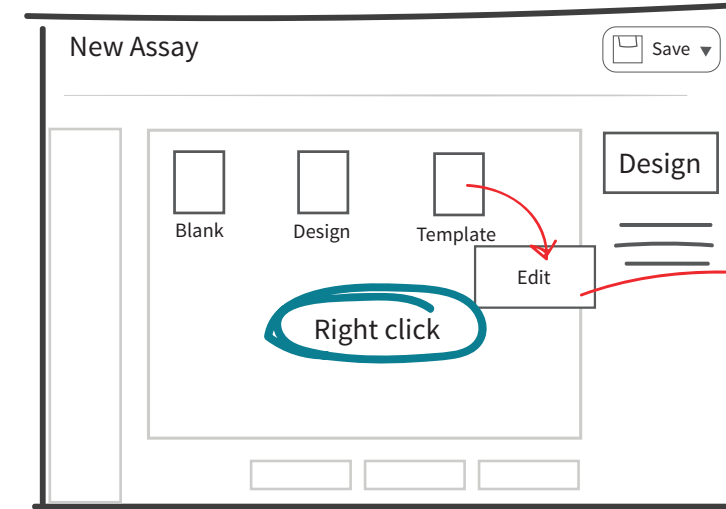 New Assay
Save
Design
Blank
Design
Template
Edit
Right click